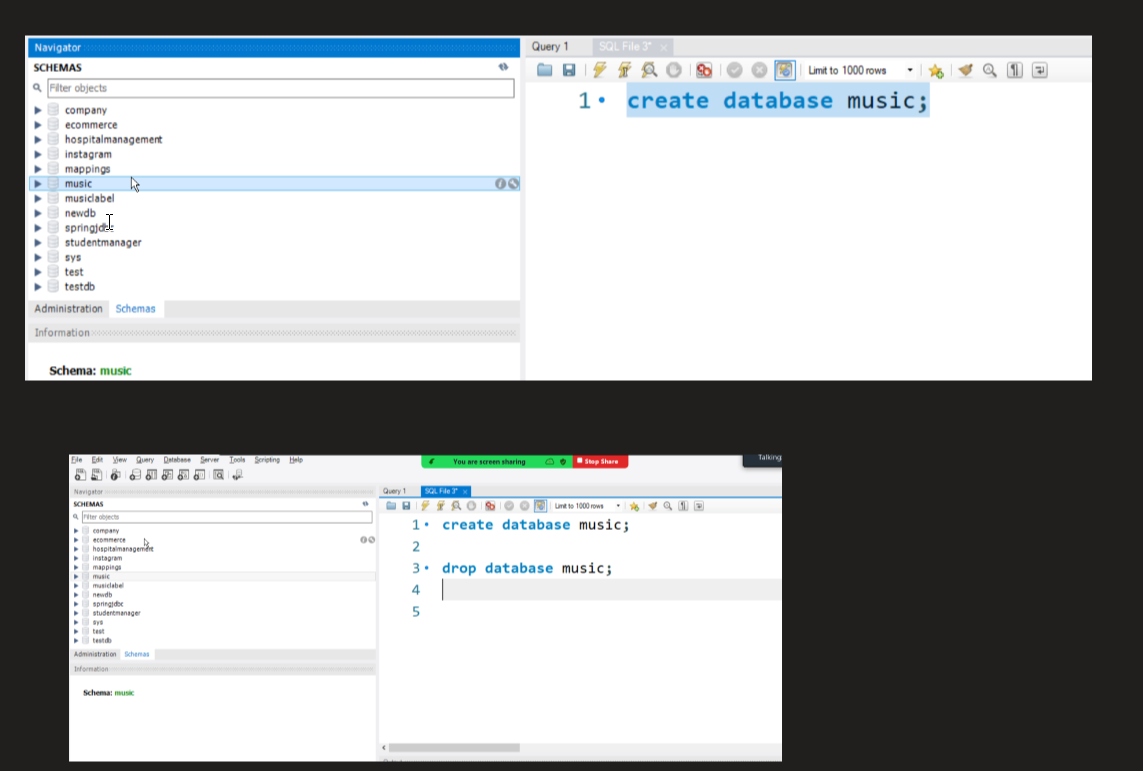 Navigator
SCHEMAS
Filter objects
company
ecommerce
hospitalmanagement
instagram
mappings
music
musiclabel
newdb
springjdbc
studentmanager
sys
test
testdb
Administration Schemas
Information
Schema: music
Query 1 SQL File 3*
Limit to 1000 rows
1 create database music;
File Edit View Query Database Server Tools Scripting Help
You are screen sharing Stop Share
Talking
Navigator
SCHEMAS
Filter objects
company
ecommerce
hospitalmanagement
instagram
mappings
music
musiclabel
newdb
springjdbc
studentmanager
sys
test
testdb
Administration Schemas
Information
Schema: music
Query 1 SQL File 3*
Limit to 1000 rows
1 create database music;
2
3 drop database music;
4
5